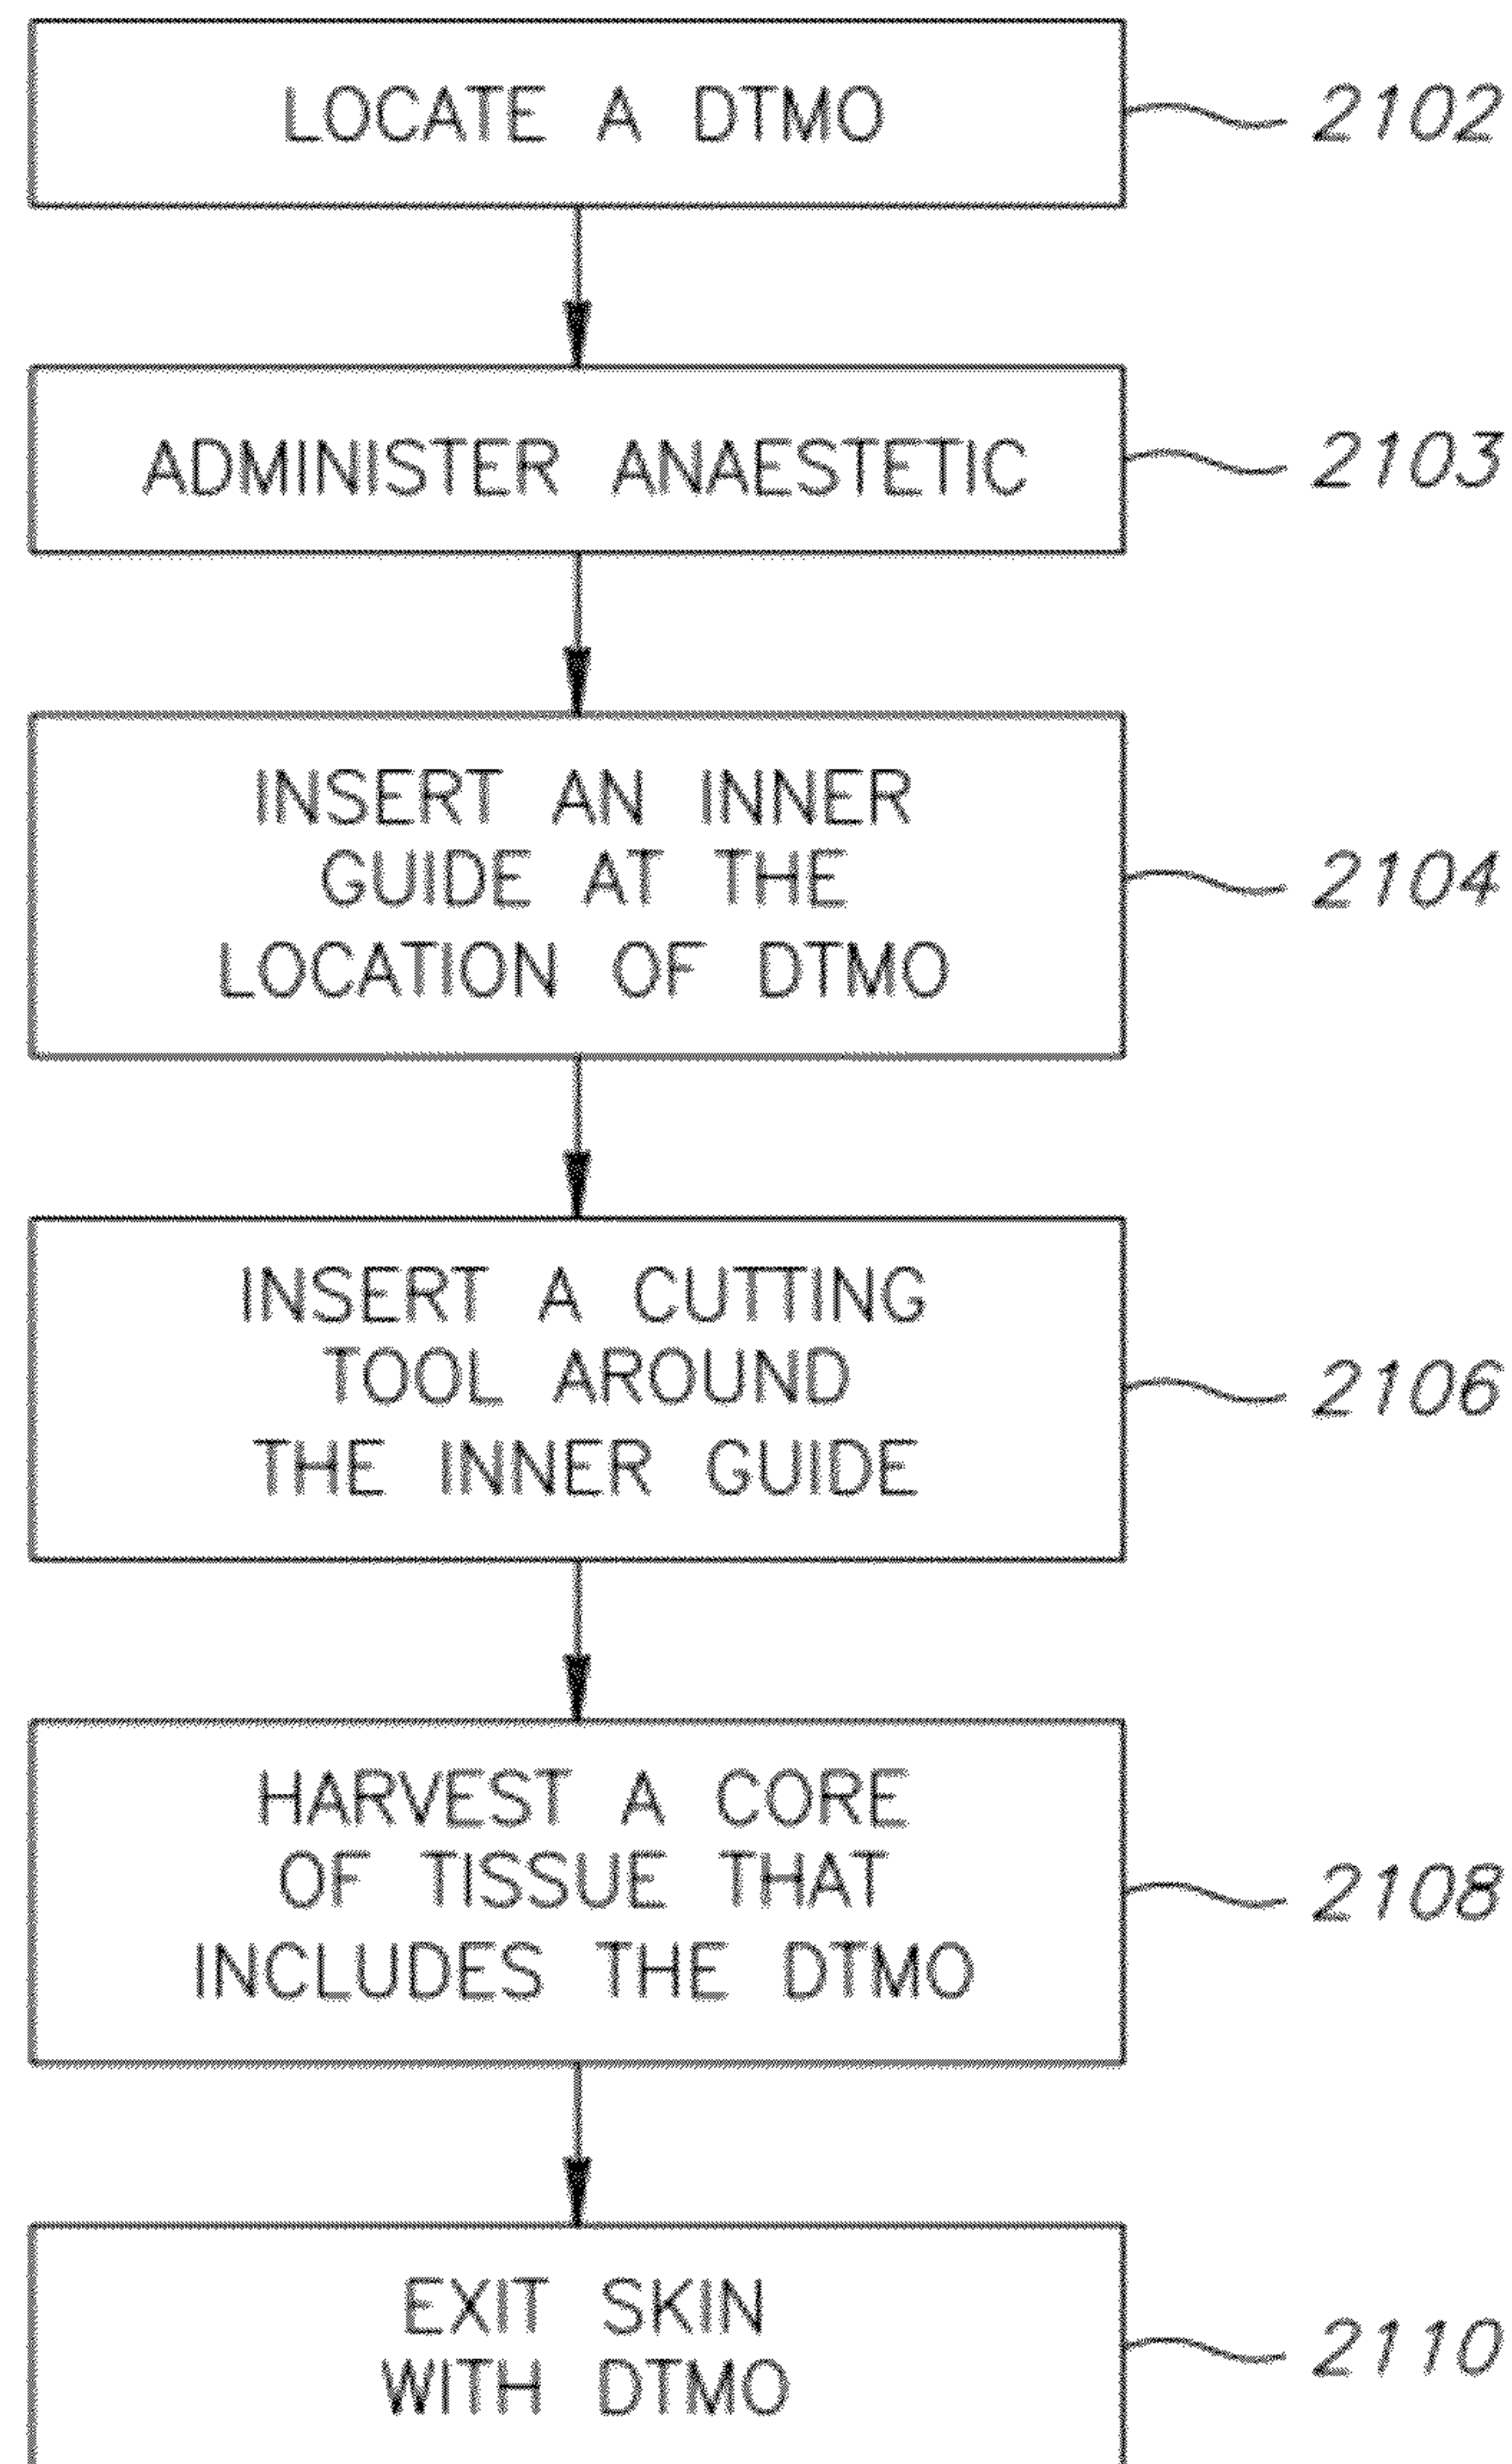 LOCATE A DTMO
2102
ADMINISTER ANAESTETIC
2103
INSERT AN INNER
GUIDE AT THE
LOCATION OF DTMO
2104
INSERT A CUTTING
TOOL AROUND
THE INNER GUIDE
2106
HARVEST A CORE
OF TISSUE THAT
INCLUDES THE DTMO
2108
EXIT SKIN
WITH DTMO
2110